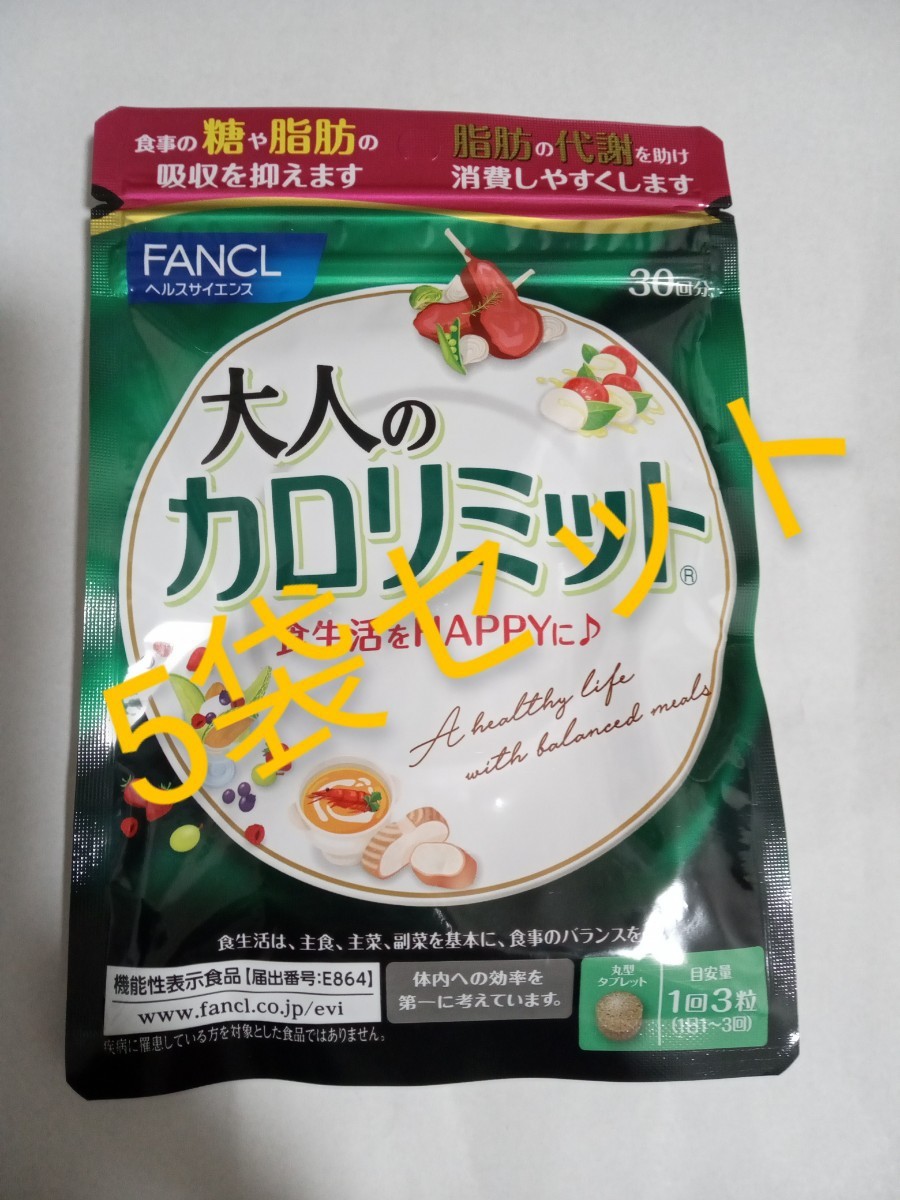 食事の糖や脂肪の
吸収を抑えます
脂肪の代謝を助け
消費しやすくします
FANCL
ヘルスサイエンス
30回分
大人の
カロリミット®
食生活をHAPPYに♪
5袋セット
A healthy life
with balanced meals
食生活は、主食、主菜、副菜を基本に、食事のバランスを
機能性表示食品【届出番号:E864】
www.fancl.co.jp/evi
疾病に罹患している方を対象とした食品ではありません。
体内への効率を
第一に考えています。
丸型
タブレット
目安量
1回3粒
(1日1~3回)